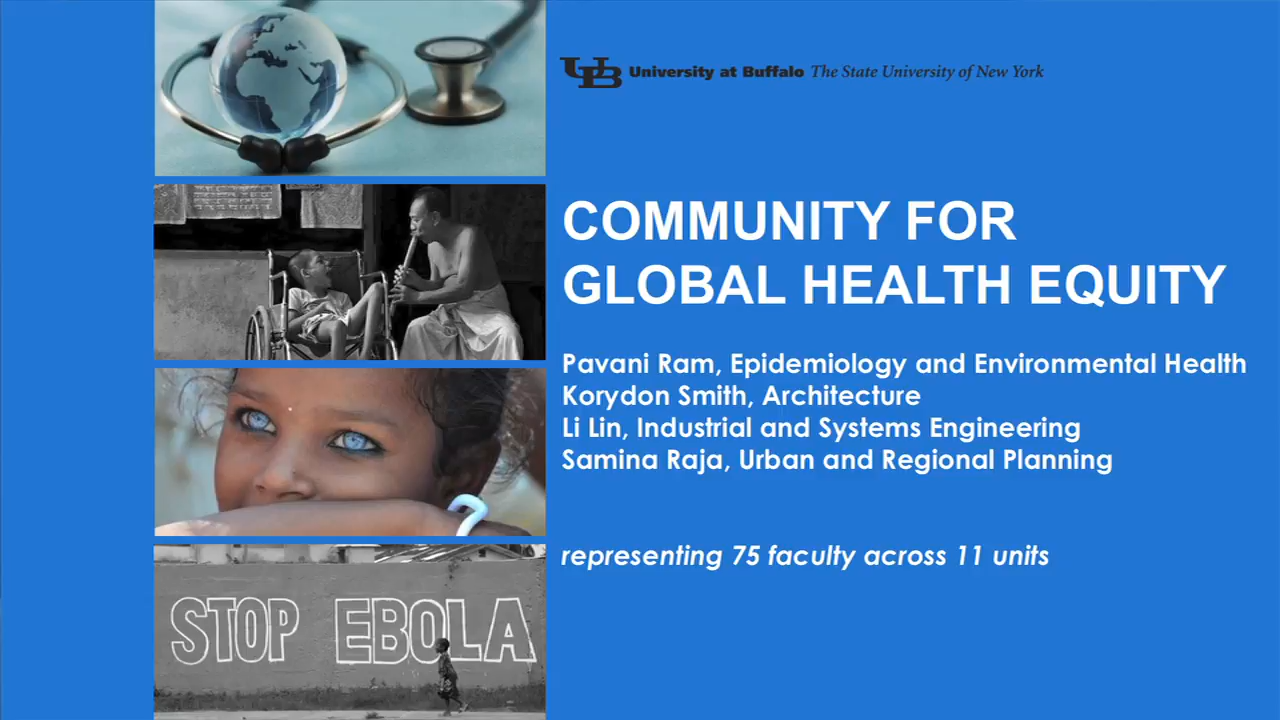 UB University at Buffalo The State University of New York
COMMUNITY FOR
GLOBAL HEALTH EQUITY
Pavani Ram, Epidemiology and Environmental Health
Korydon Smith, Architecture
Li Lin, Industrial and Systems Engineering
Samina Raja, Urban and Regional Planning
representing 75 faculty across 11 units
STOP EBOLA